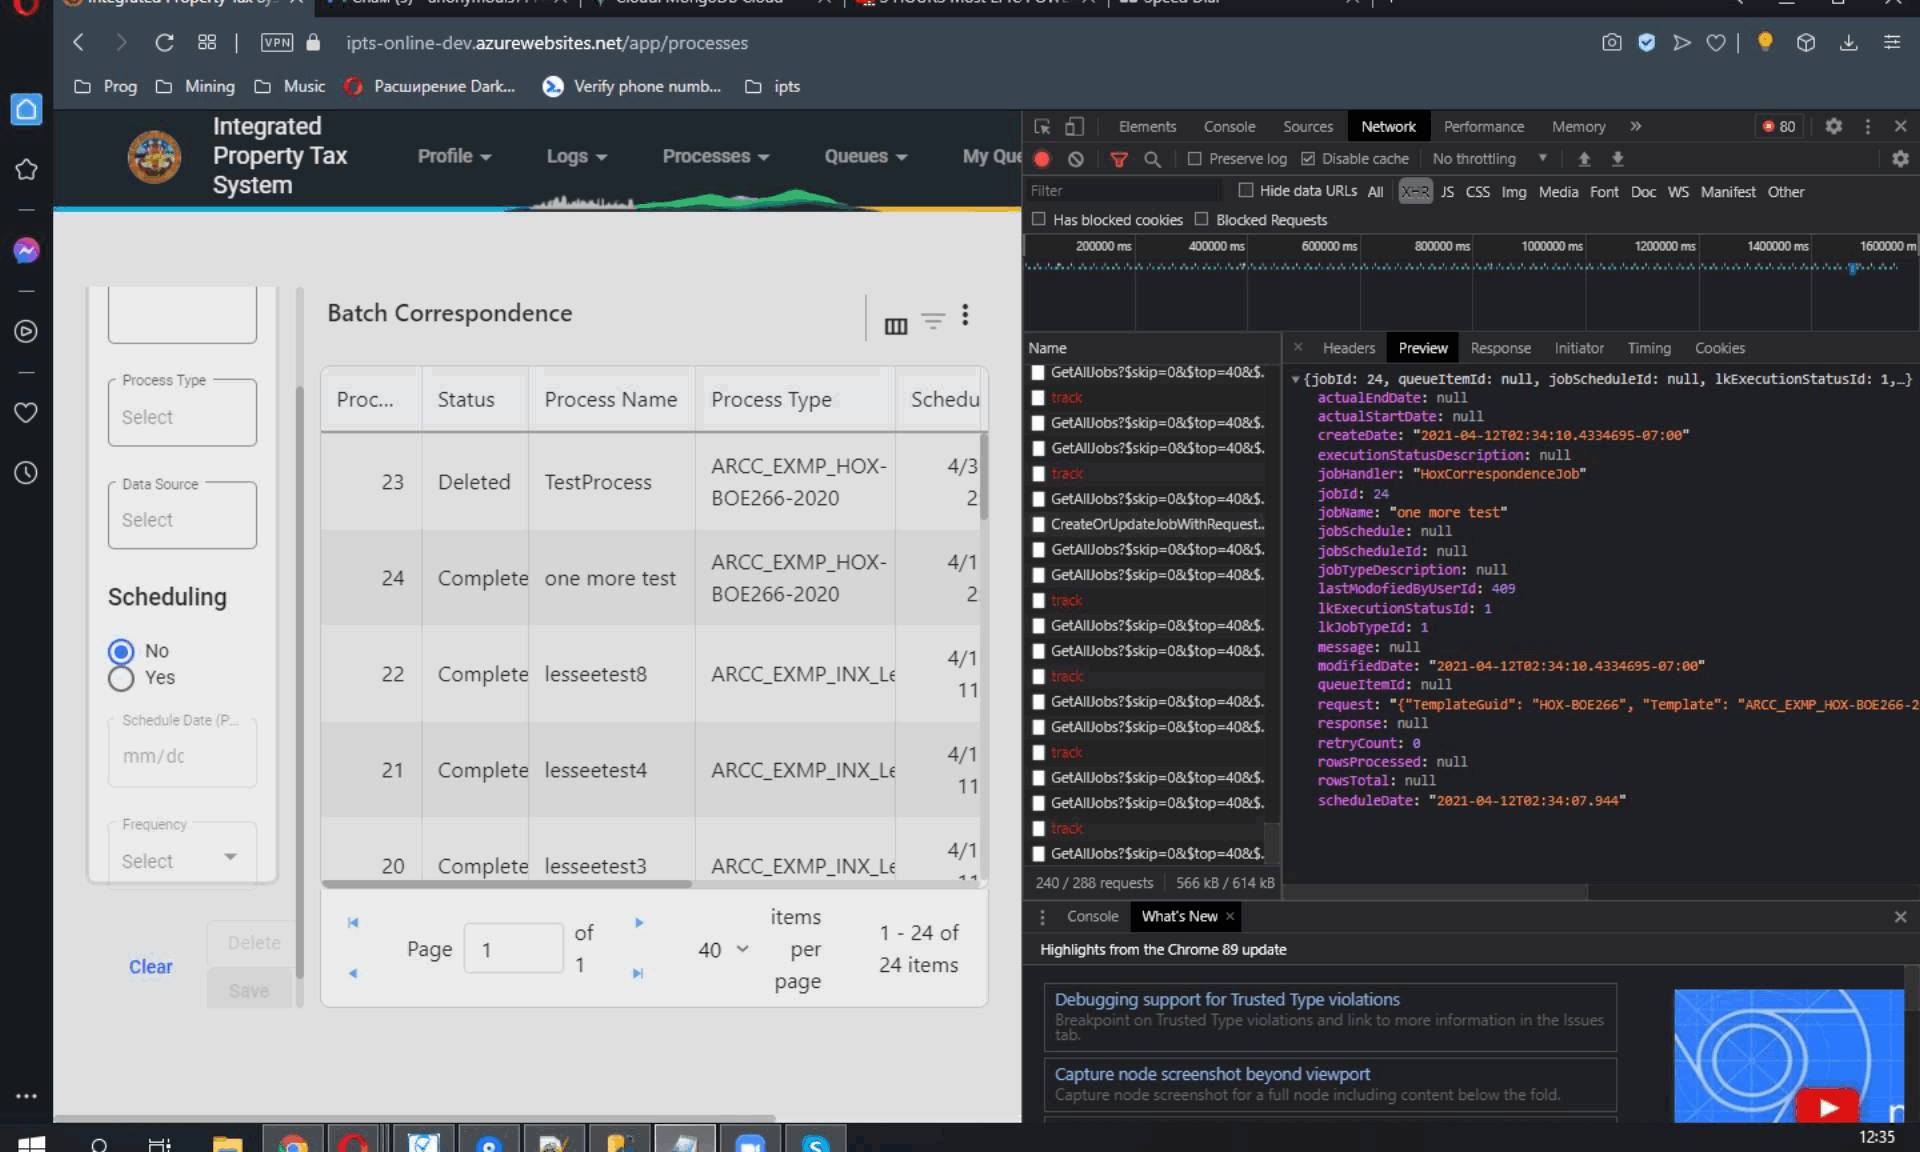 VPN
ipts-online-dev.azurewebsites.net/app/processes
Prog
Mining
Music
Расширение Dark...
Verify phone numb...
ipts
Integrated
Property Tax
System
Profile
Logs
Processes
Queues
My Que
Process Type
Select
Data Source
Select
Scheduling
No
Yes
Schedule Date (P...
mm/dc
Frequency
Select
Clear
Delete
Save
Batch Correspondence
Proc...
Status
Process Name
Process Type
Schedu
23
Deleted
TestProcess
ARCC_EXMP_HOX-
BOE266-2020
4/3
2
24
Complete
one more test
ARCC_EXMP_HOX-
BOE266-2020
4/1
2
22
Complete
lesseetest8
ARCC_EXMP_INX_Le
4/1
11
21
Complete
lesseetest4
ARCC_EXMP_INX_Le
4/1
11
20
Complete
lesseetest3
ARCC_EXMP_INX_Le
4/1
Page
1
of
1
40
items
per
page
1 - 24 of
24 items
Elements
Console
Sources
Network
Performance
Memory
80
Preserve log
Disable cache
No throttling
Filter
Hide data URLs
All
XHR
JS
CSS
Img
Media
Font
Doc
WS
Manifest
Other
Has blocked cookies
Blocked Requests
200000 ms
400000 ms
600000 ms
800000 ms
1000000 ms
1200000 ms
1400000 ms
1600000 m
Name
GetAllJobs?$skip=0&$top=40&$.
track
GetAllJobs?$skip=0&$top=40&$.
GetAllJobs?$skip=0&$top=40&$.
track
GetAllJobs?$skip=0&$top=40&$.
CreateOrUpdateJobWithRequest..
GetAllJobs?$skip=0&$top=40&$.
GetAllJobs?$skip=0&$top=40&$.
track
GetAllJobs?$skip=0&$top=40&$.
GetAllJobs?$skip=0&$top=40&$.
track
GetAllJobs?$skip=0&$top=40&$.
GetAllJobs?$skip=0&$top=40&$.
track
GetAllJobs?$skip=0&$top=40&$.
GetAllJobs?$skip=0&$top=40&$.
track
GetAllJobs?$skip=0&$top=40&$.
240 / 288 requests
566 kB / 614 kB
Headers
Preview
Response
Initiator
Timing
Cookies
{jobId: 24, queueItemId: null, jobScheduleId: null, lkExecutionStatusId: 1,…}
actualEndDate: null
actualStartDate: null
createDate: "2021-04-12T02:34:10.4334695-07:00"
executionStatusDescription: null
jobHandler: "HoxCorrespondenceJob"
jobId: 24
jobName: "one more test"
jobSchedule: null
jobScheduleId: null
jobTypeDescription: null
lastModofiedByUserId: 409
lkExecutionStatusId: 1
lkJobTypeId: 1
message: null
modifiedDate: "2021-04-12T02:34:10.4334695-07:00"
queueItemId: null
request: "{"TemplateGuid": "HOX-BOE266", "Template": "ARCC_EXMP_HOX-BOE266-2
response: null
retryCount: 0
rowsProcessed: null
rowsTotal: null
scheduleDate: "2021-04-12T02:34:07.944"
Console
What's New
Highlights from the Chrome 89 update
Debugging support for Trusted Type violations
Breakpoint on Trusted Type violations and link to more information in the Issues
tab.
Capture node screenshot beyond viewport
Capture node screenshot for a full node including content below the fold.
12:35